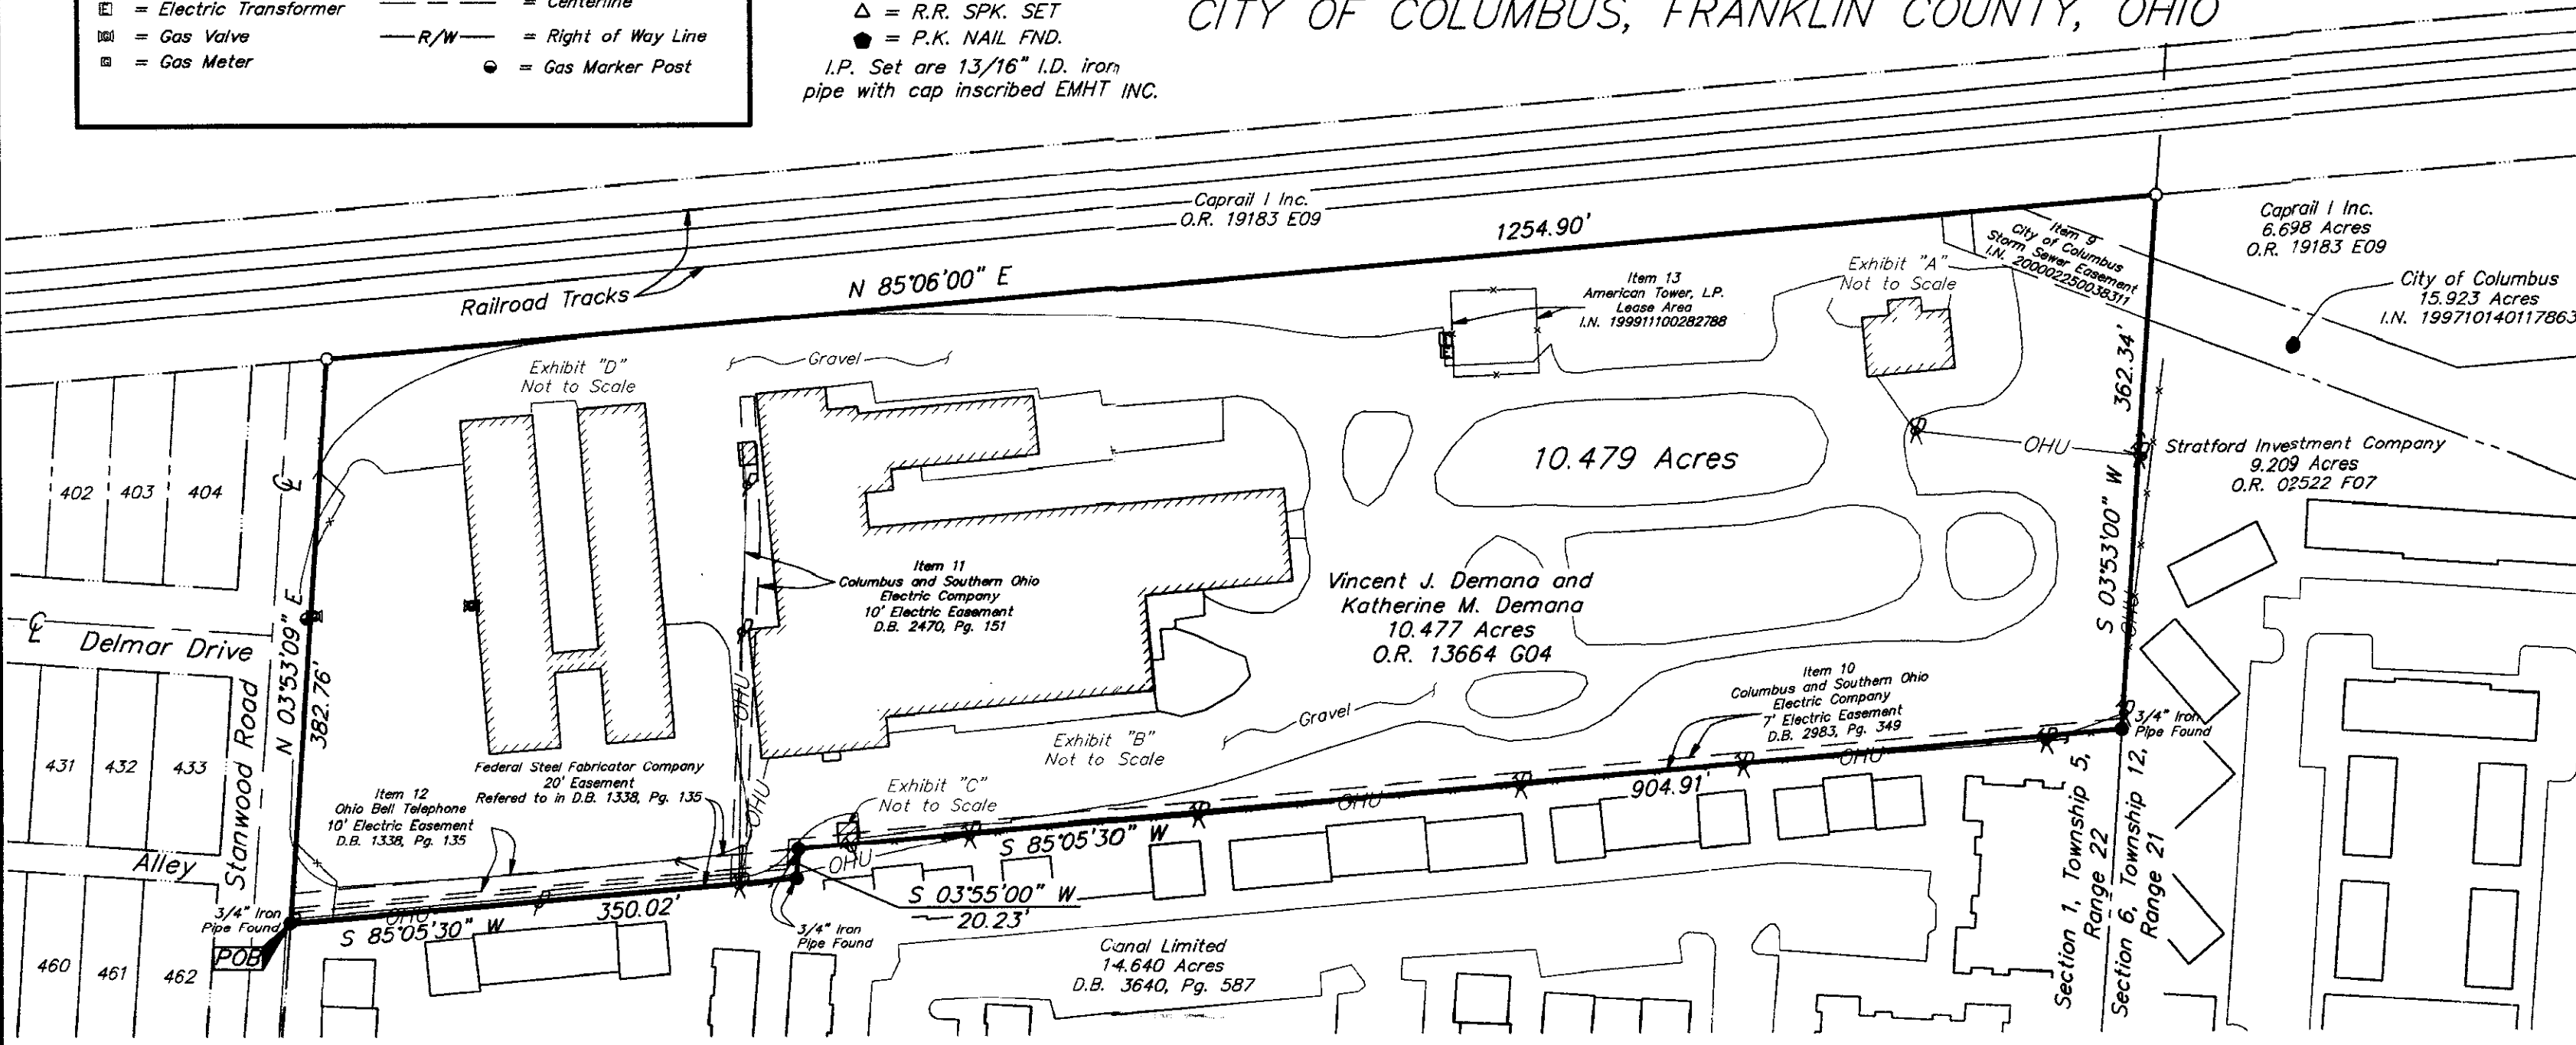 E = Electric Transformer
= Centerline
= Gas Valve
R/W = Right of Way Line
G = Gas Meter
= Gas Marker Post
= R.R. SPK. SET
= P.K. NAIL FND.
I.P. Set are 13/16" I.D. iron
pipe with cap inscribed EMHT INC.
CITY OF COLUMBUS, FRANKLIN COUNTY, OHIO
Caprail I Inc.
O.R. 19183 E09
Railroad Tracks
N 85°06'00" E
1254.90'
Item 9
City of Columbus
Storm Sewer Easement
I.N. 200002250038311
Caprail I Inc.
6.698 Acres
O.R. 19183 E09
City of Columbus
15.923 Acres
I.N. 199710140117863
Item 13
American Tower, L.P.
Lease Area
I.N. 199911100282788
Exhibit "A"
Not to Scale
Exhibit "D"
Not to Scale
Gravel
E
E
362.34'
S 03°53'00" W
OHU
OHU
Stratford Investment Company
9.209 Acres
O.R. 02522 F07
10.479 Acres
402
403
404
Item 11
Columbus and Southern Ohio
Electric Company
10' Electric Easement
D.B. 2470, Pg. 151
Vincent J. Demana and
Katherine M. Demana
10.477 Acres
O.R. 13664 G04
Delmar Drive
Stanwood Road
N 03°53'09" E
382.76'
431
432
433
Item 10
Columbus and Southern Ohio
Electric Company
7' Electric Easement
D.B. 2983, Pg. 349
Gravel
Exhibit "B"
Not to Scale
Exhibit "C"
Not to Scale
Federal Steel Fabricator Company
20' Easement
Refered to in D.B. 1338, Pg. 135
Item 12
Ohio Bell Telephone
10' Electric Easement
D.B. 1338, Pg. 135
OHU
OHU
OHU
OHU
OHU
OHU
904.91'
S 85°05'30" W
3/4" Iron
Pipe Found
Alley
3/4" Iron
Pipe Found
POB
S 85°05'30" W
350.02'
S 03°55'00" W
20.23'
3/4" Iron
Pipe Found
Canal Limited
14.640 Acres
D.B. 3640, Pg. 587
460
461
462
Section 1, Township 5,
Range 22
Section 6, Township 12,
Range 21